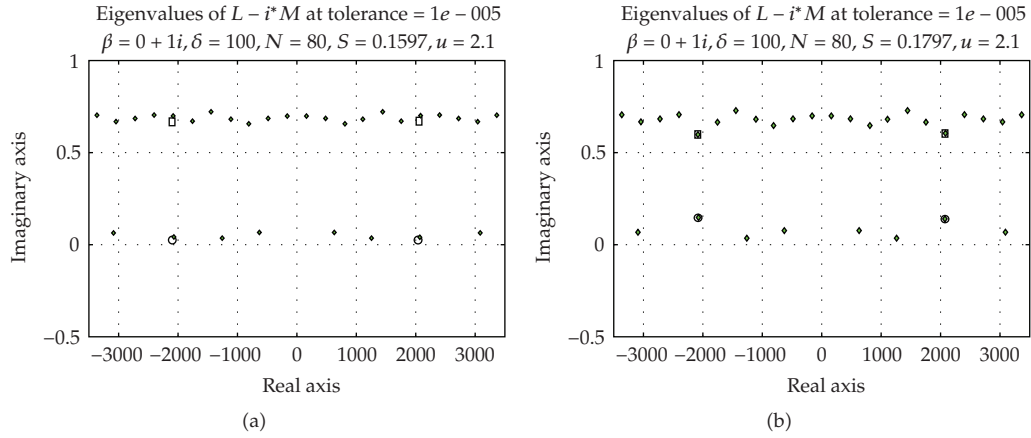 Eigenvalues of L − i*M at tolerance = 1e − 005
β = 0 + 1i, δ = 100, N = 80, S = 0.1597, u = 2.1
1
0.5
0
−0.5
Imaginary axis
−3000 −2000 −1000 0 1000 2000 3000
Real axis
(a)
Eigenvalues of L − i*M at tolerance = 1e − 005
β = 0 + 1i, δ = 100, N = 80, S = 0.1797, u = 2.1
1
0.5
0
−0.5
Imaginary axis
−3000 −2000 −1000 0 1000 2000 3000
Real axis
(b)